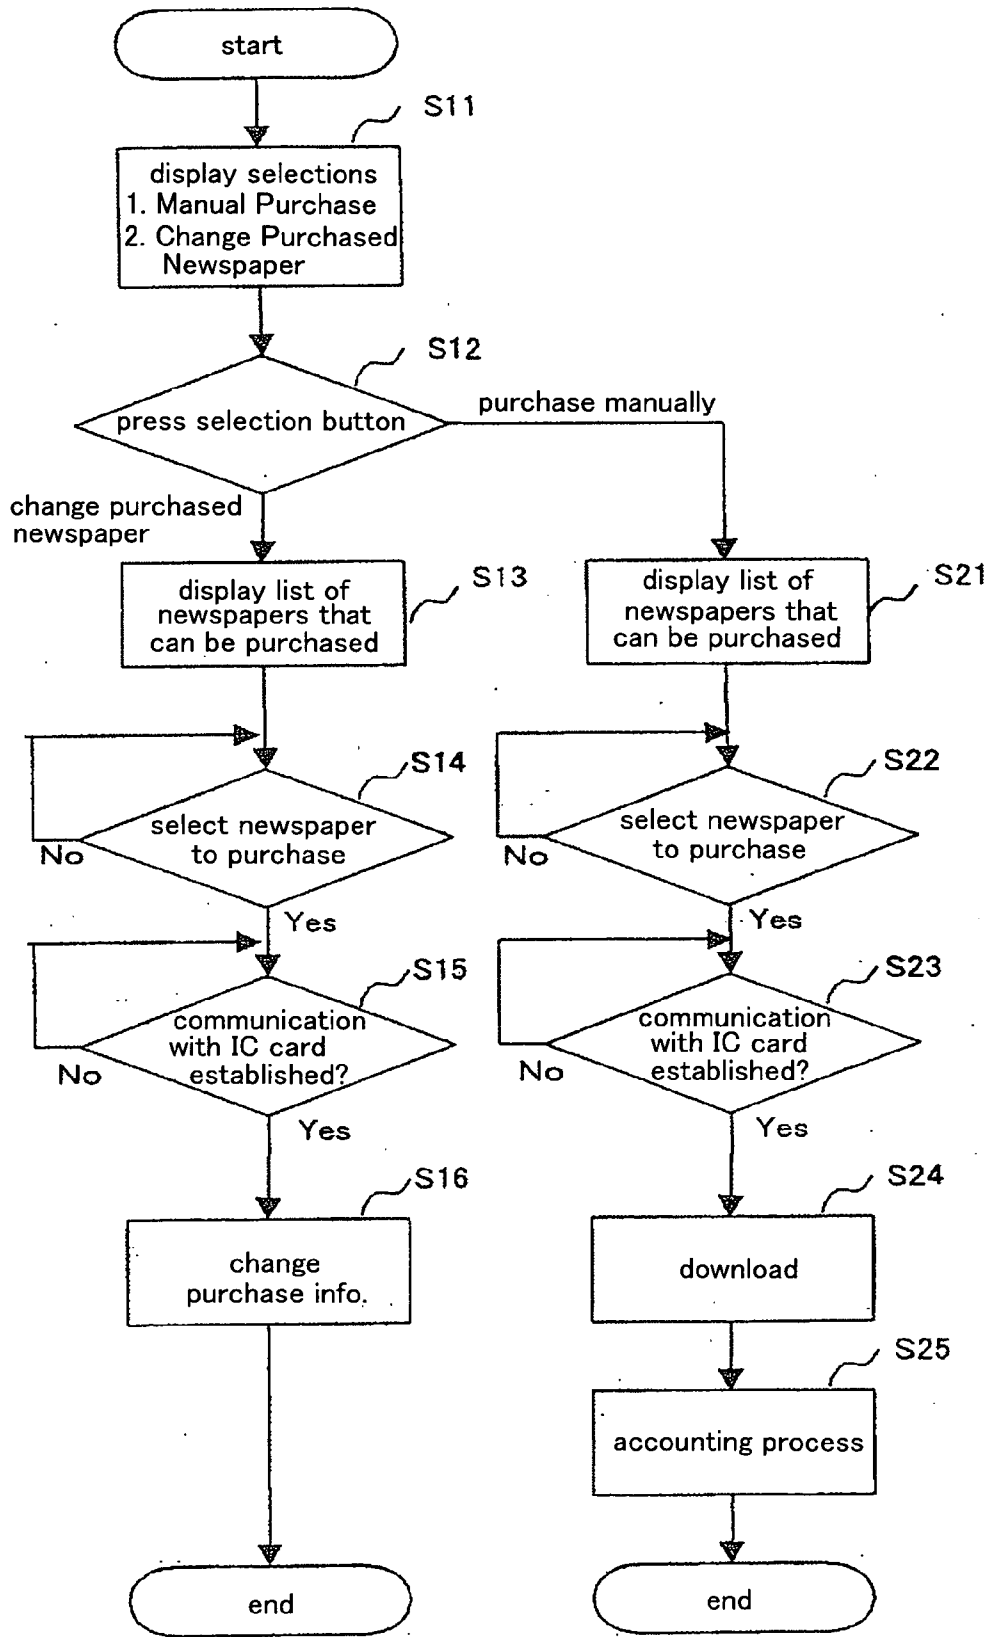 start
S11
display selections
1. Manual Purchase
2. Change Purchased
Newspaper
S12
press selection button
purchase manually
change purchased
newspaper
S13
display list of
newspapers that
can be purchased
S21
display list of
newspapers that
can be purchased
S14
select newspaper
to purchase
No
Yes
S22
select newspaper
to purchase
No
Yes
S15
communication
with IC card
established?
No
Yes
S23
communication
with IC card
established?
No
Yes
S16
change
purchase info.
S24
download
S25
accounting process
end
end